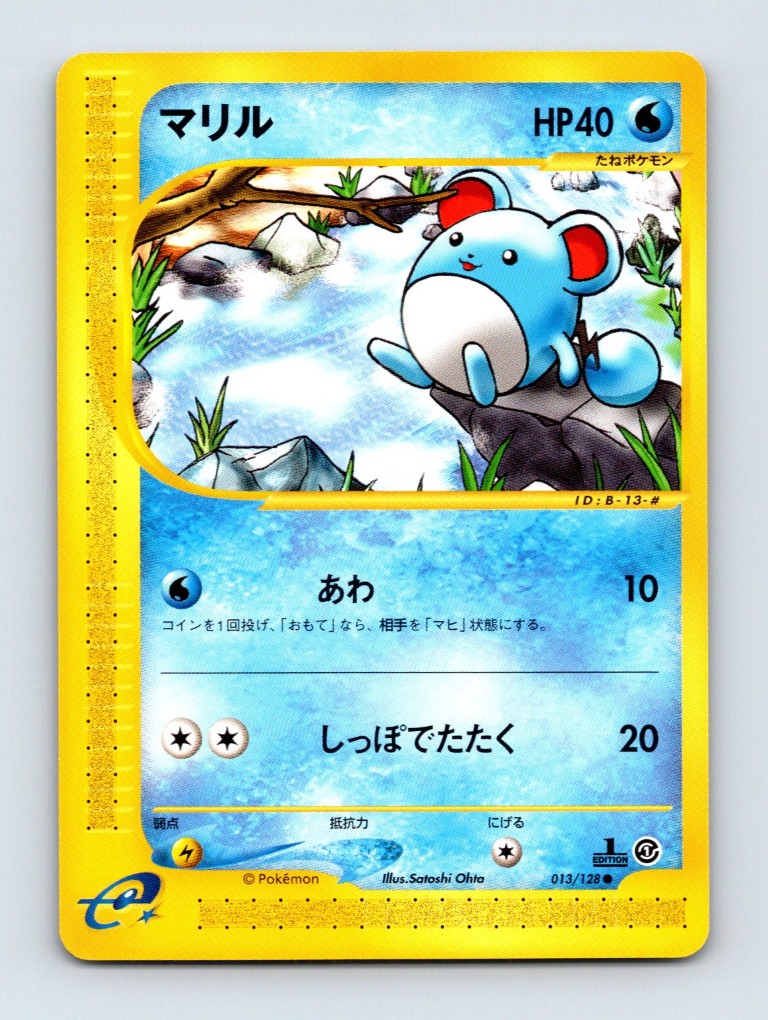 マリル
HP40
たねポケモン
ID:B-13-#
あわ 10
コインを1回投げ、「おもて」なら、相手を「マヒ」状態にする。
しっぽでたたく 20
弱点 抵抗力 にげる
1
EDITION
© Pokémon Illus.Satoshi Ohta 013/128●
e